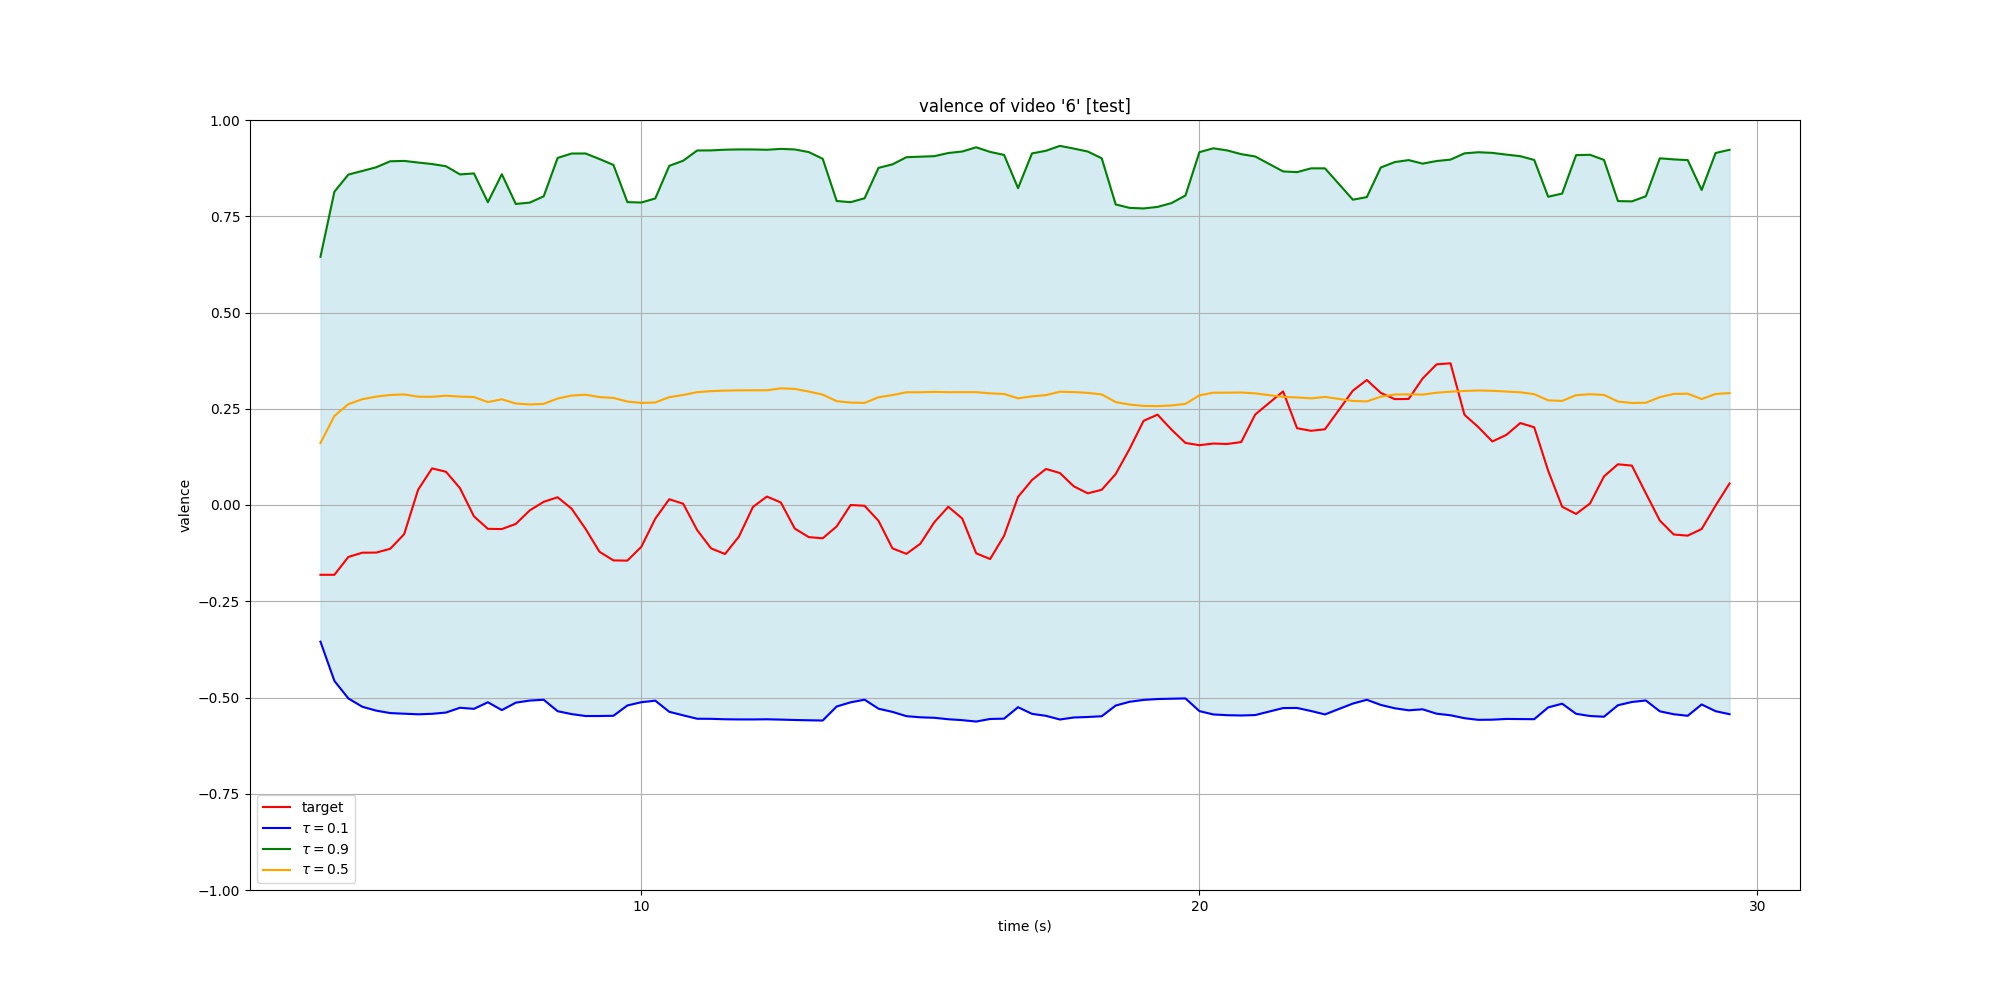 valence of video '6' [test]
1.00
0.75
0.50
0.25
0.00
−0.25
−0.50
−0.75
−1.00
valence
target
τ = 0.1
τ = 0.9
τ = 0.5
10
20
30
time (s)